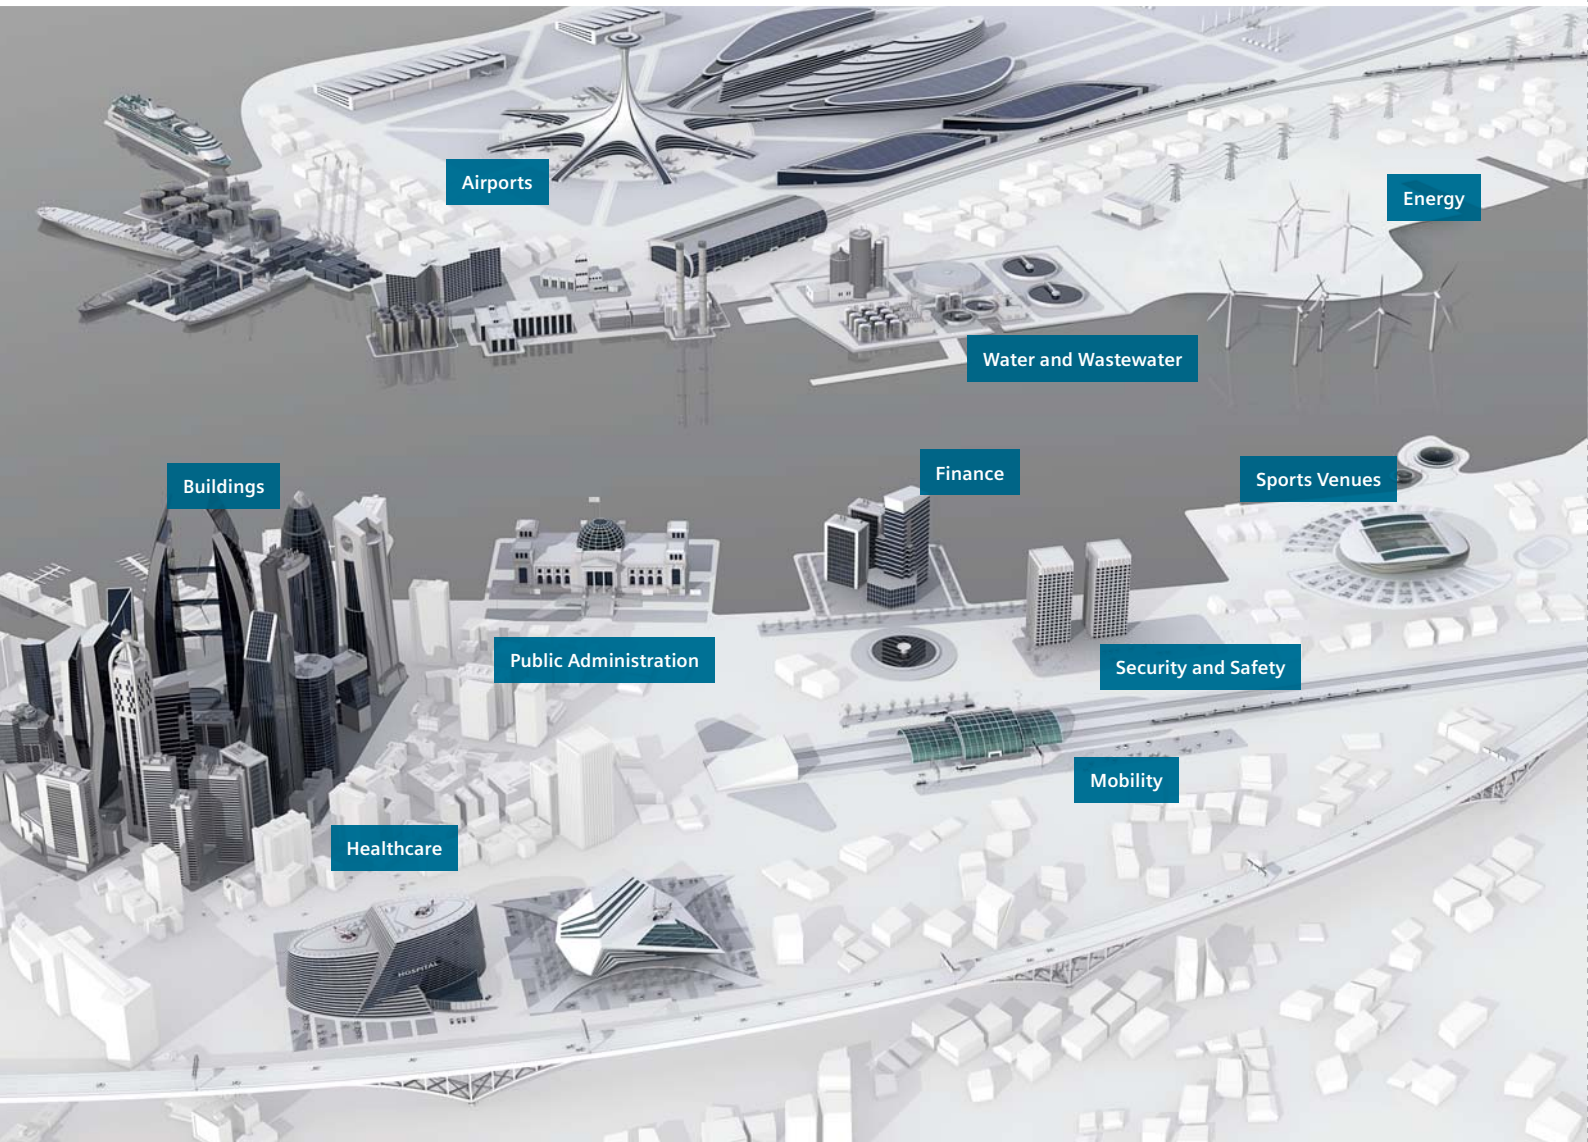 Airports
Energy
Water and Wastewater
Finance
Sports Venues
Buildings
Public Administration
Security and Safety
Mobility
Healthcare
HOSPITAL